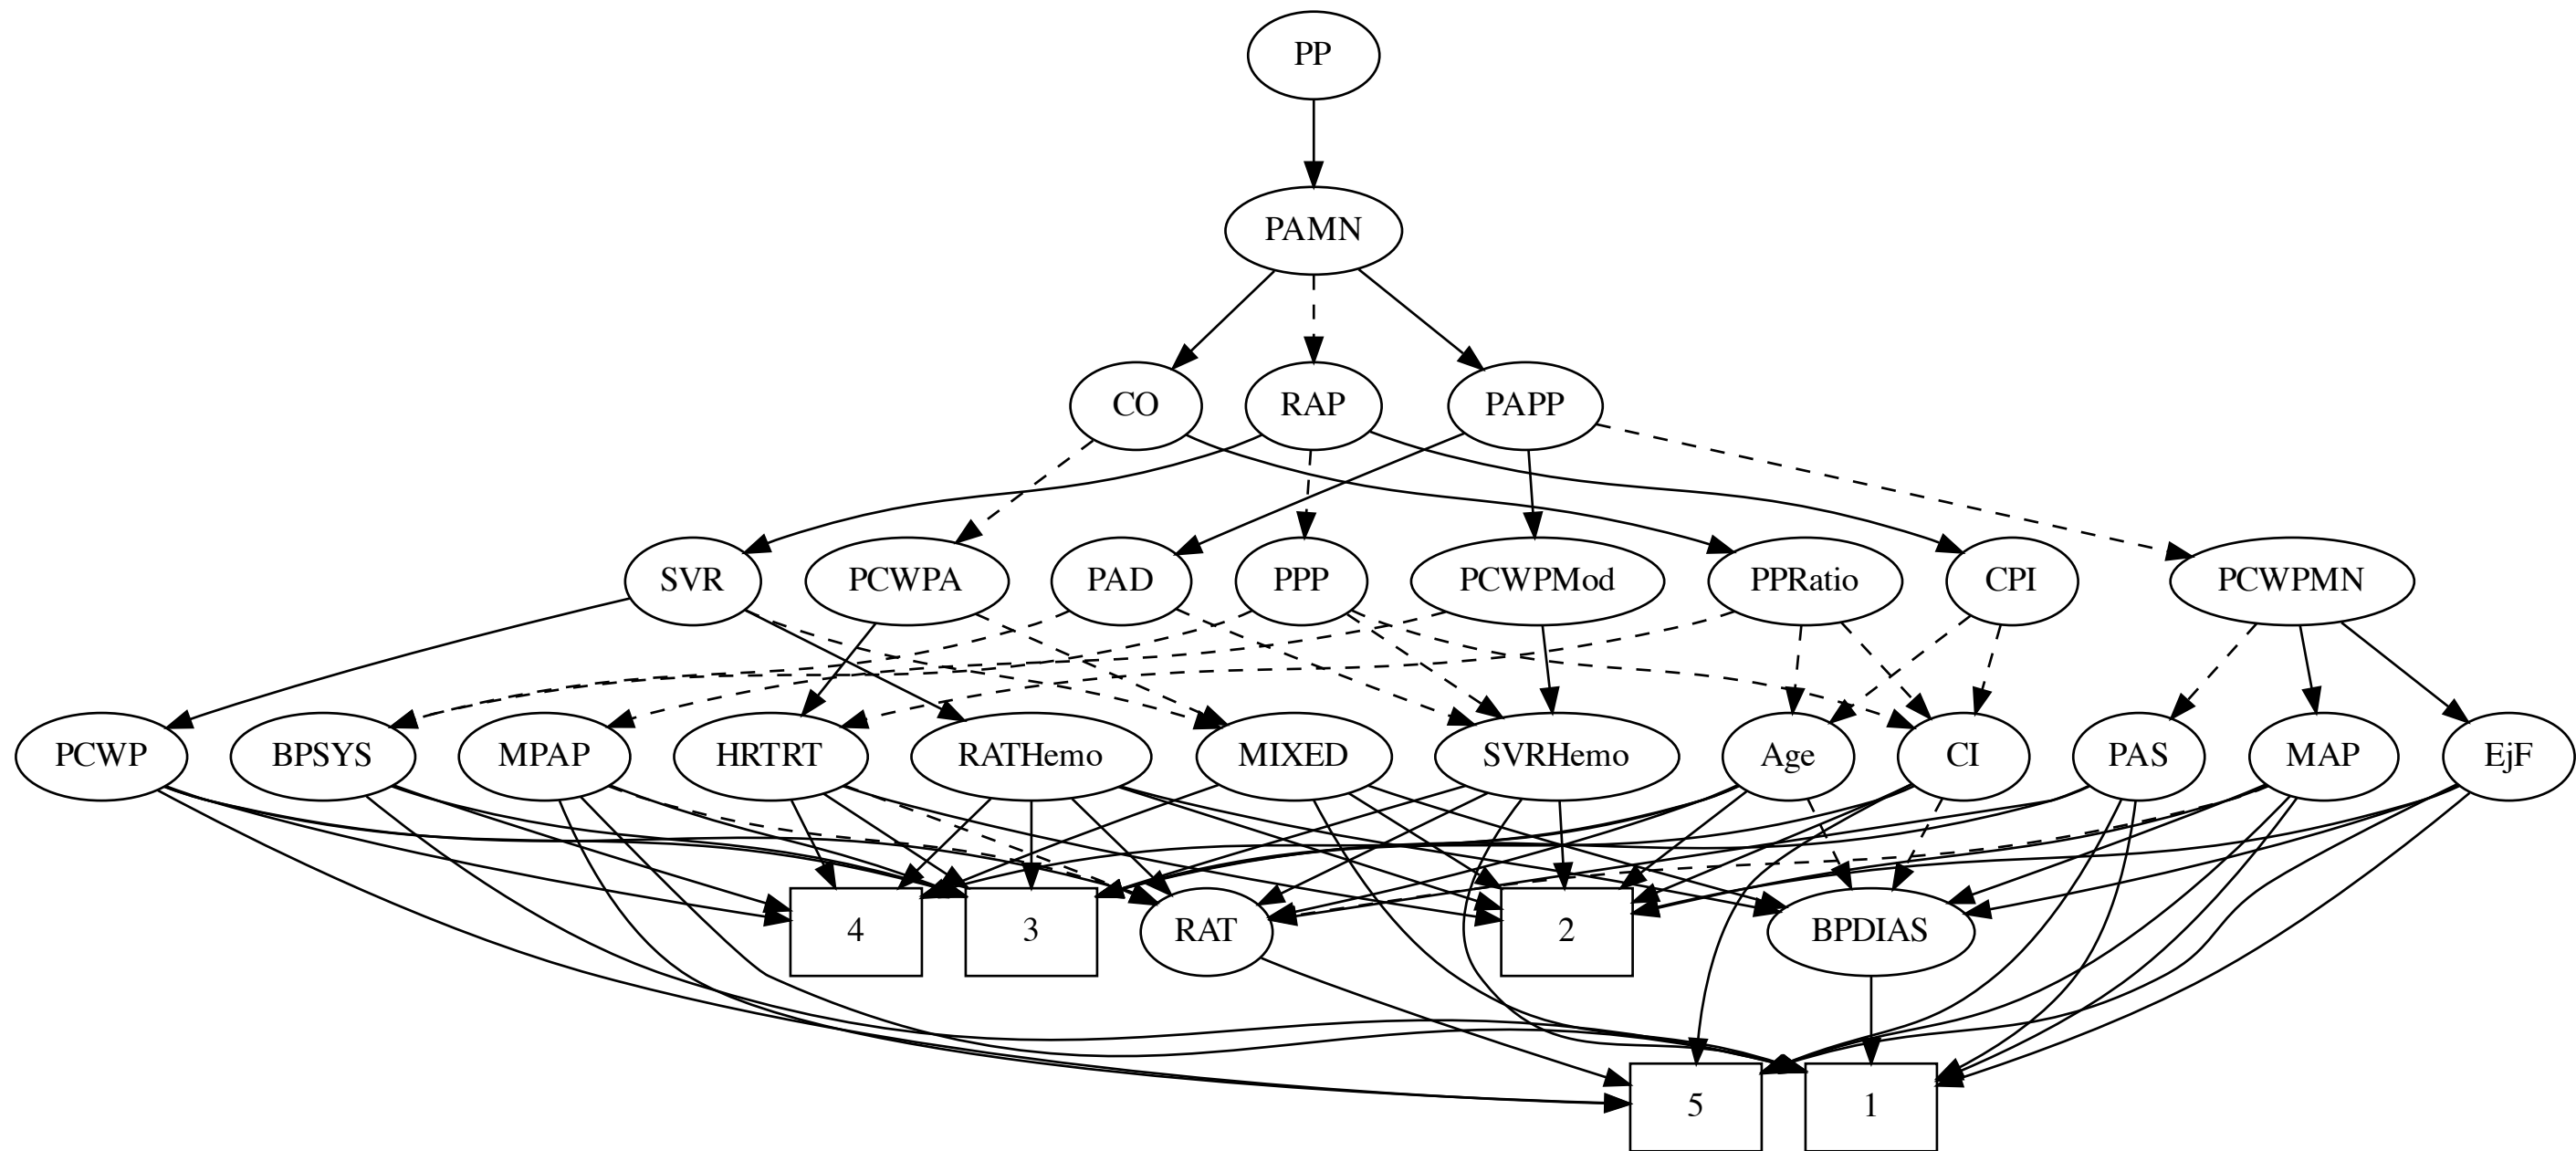 PP
PAMN
CO
RAP
PAPP
SVR
PCWPA
PAD
PPP
PCWPMod
PPRatio
CPI
PCWPMN
PCWP
BPSYS
MPAP
HRTRT
RATHemo
MIXED
SVRHemo
Age
CI
PAS
MAP
EjF
4
3
RAT
2
BPDIAS
5
1